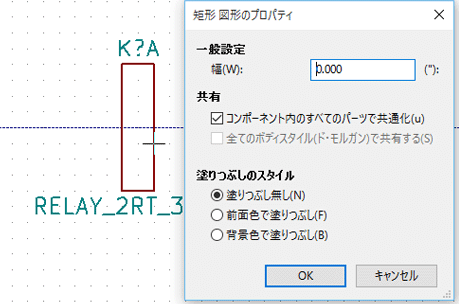 K?A
RELAY_2RT_3
矩形 図形のプロパティ
一般設定
幅(W): 0.000 ("):
共有
コンポーネント内のすべてのパーツで共通化(u)
全てのボディスタイル(ド・モルガン)で共有する(S)
塗りつぶしのスタイル
塗りつぶし無し(N)
前面色で塗りつぶし(F)
背景色で塗りつぶし(B)
OK キャンセル